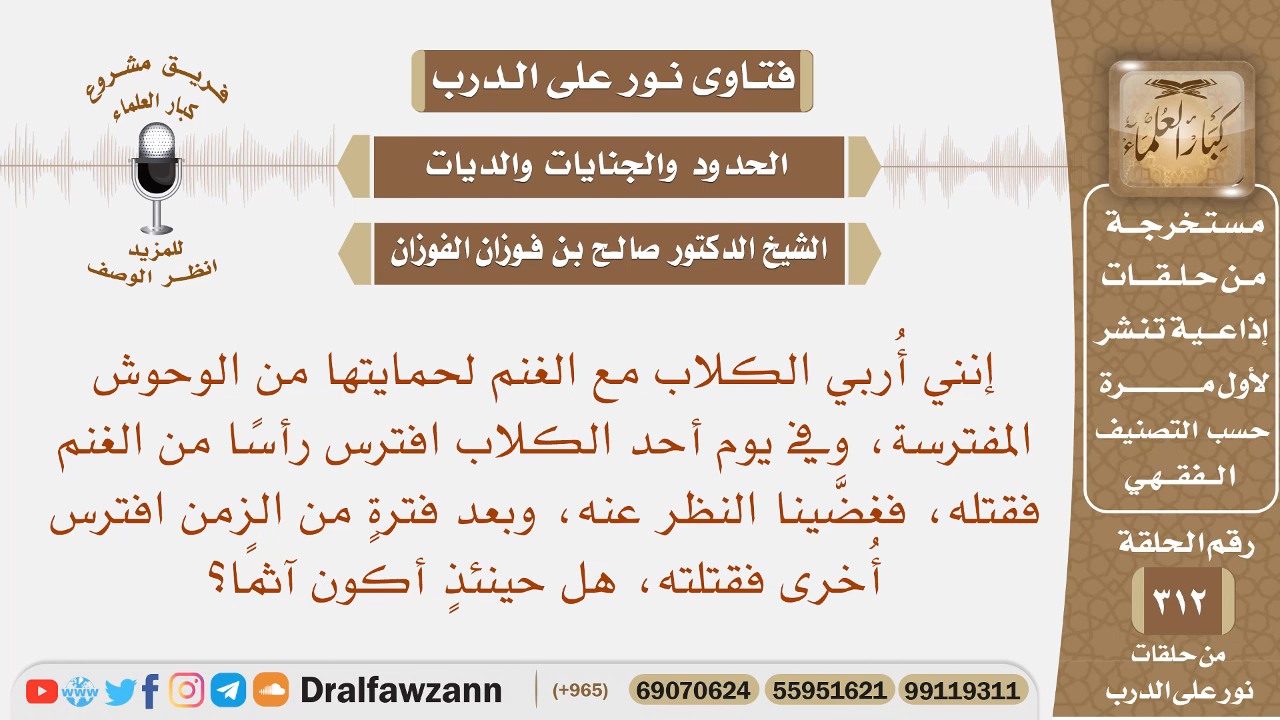 فتاوى نور على الدرب
الحدود والجنايات والديات
الشيخ الدكتور صالح بن فوزان الفوزان
فريق مشروع
كبار العلماء
للمزيد
انظر الوصف
إنني أُربي الكلاب مع الغنم لحمايتها من الوحوش
المفترسة، وفي يوم أحد الكلاب افترس رأسًا من الغنم
فقتله، فغضَّينا النظر عنه، وبعد فترةٍ من الزمن افترس
أُخرى فقتلته، هل حينئذٍ أكون آثمًا؟
كبار العلماء
مستخرجة
من حلقات
إذاعية تنشر
لأول مرة
حسب التصنيف
الفقهي
رقم الحلقة
٣١٢
من حلقات
نور على الدرب
www Dralfawzann (+965) 69070624 55951621 99119311